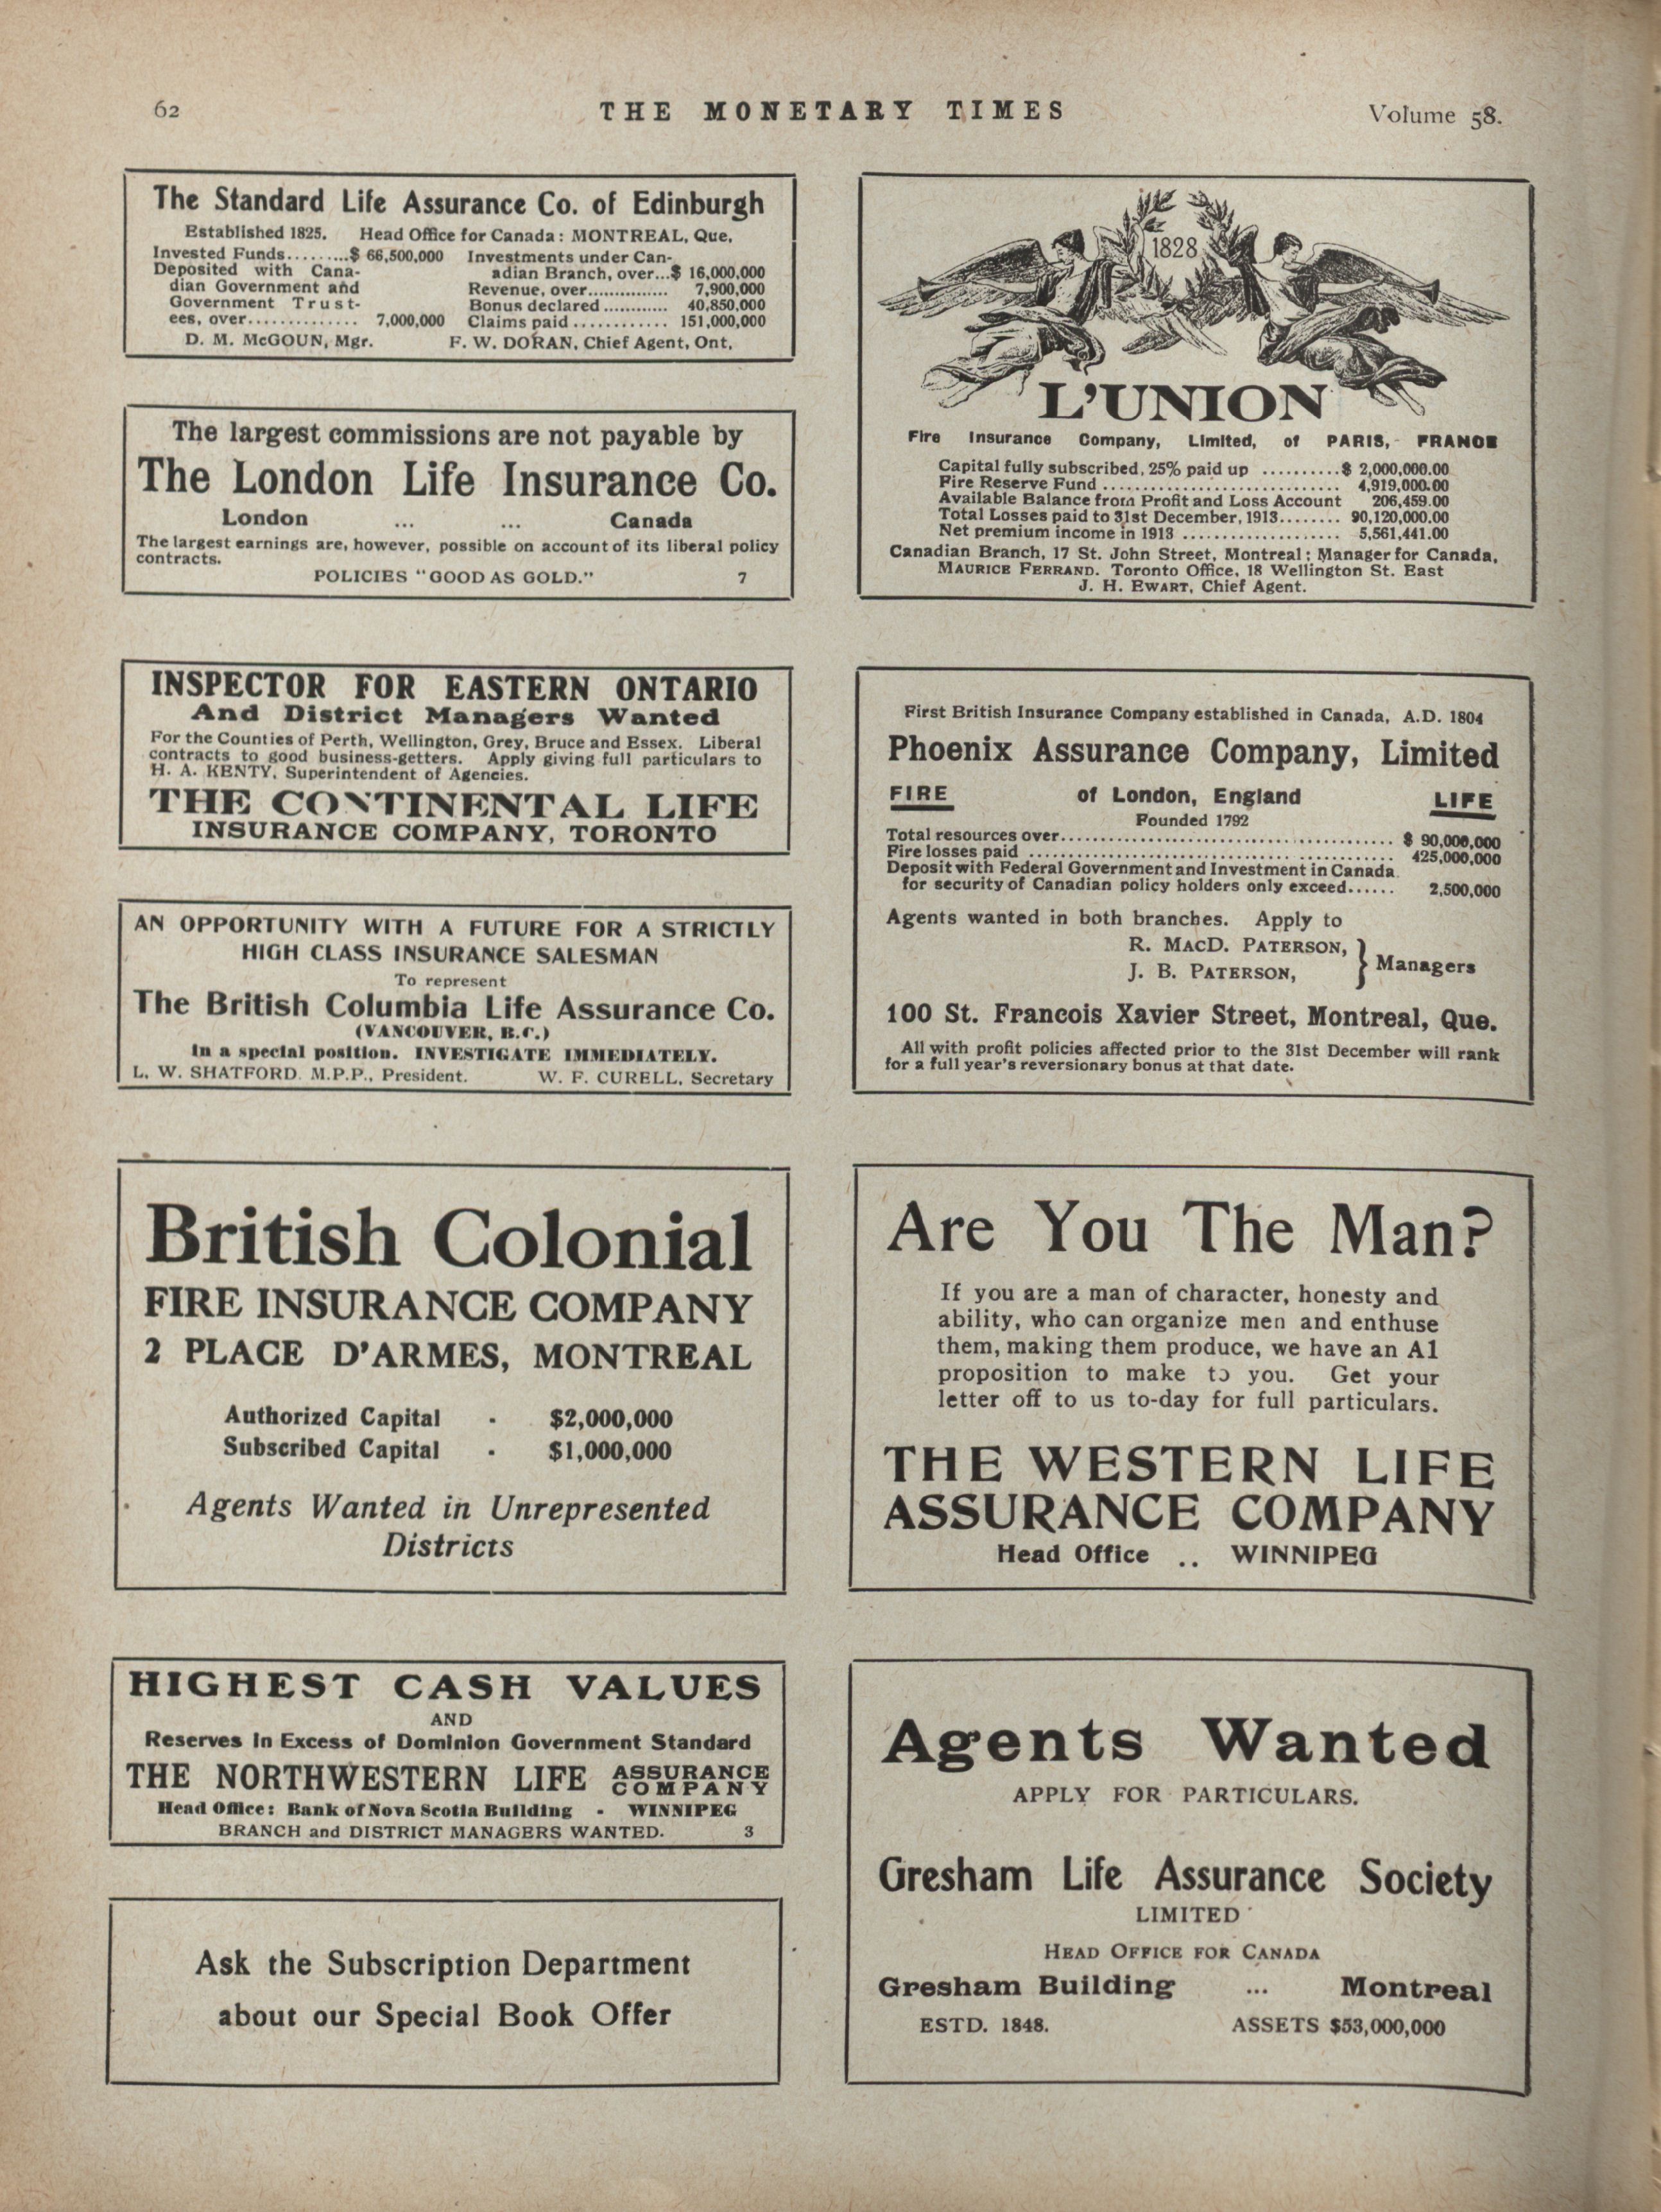 62
THE MONETARY TIMES
Volume 58.
The Standard Life Assurance Co. of Edinburgh
Established 1825. Head Office for Canada: MONTREAL, Que.
Invested Funds.........$ 66,500,000
Deposited with Cana-
dian Government and
Government Trust-
ees, over.............. 7,000,000
Investments under Can-
adian Branch, over...$ 16,000,000
Revenue, over............... 7,900,000
Bonus declared............ 40,850,000
Claims paid............ 151,000,000
D. M. McGOUN, Mgr. F. W. DORAN, Chief Agent, Ont.
The largest commissions are not payable by
The London Life Insurance Co.
London ... ... Canada
The largest earnings are, however, possible on account of its liberal policy
contracts.
POLICIES "GOOD AS GOLD." 7
INSPECTOR FOR EASTERN ONTARIO
And District Managers Wanted
For the Counties of Perth, Wellington, Grey, Bruce and Essex. Liberal
contracts to good business-getters. Apply giving full particulars to
H. A. KENTY, Superintendent of Agencies.
THE CONTINENTAL LIFE
INSURANCE COMPANY, TORONTO
AN OPPORTUNITY WITH A FUTURE FOR A STRICTLY
HIGH CLASS INSURANCE SALESMAN
To represent
The British Columbia Life Assurance Co.
(VANCOUVER, B.C.)
in a special position. INVESTIGATE IMMEDIATELY.
L. W. SHATFORD M.P.P., President. W. F. CURELL, Secretary
British Colonial
FIRE INSURANCE COMPANY
2 PLACE D'ARMES, MONTREAL
Authorized Capital - $2,000,000
Subscribed Capital - $1,000,000
Agents Wanted in Unrepresented
Districts
HIGHEST CASH VALUES
AND
Reserves in Excess of Dominion Government Standard
THE NORTHWESTERN LIFE ASSURANCE COMPANY
Head Office: Bank of Nova Scotia Building - WINNIPEG
BRANCH and DISTRICT MANAGERS WANTED. 3
Ask the Subscription Department
about our Special Book Offer
1828
L'UNION
Fire Insurance Company, Limited, of PARIS, FRANCE
Capital fully subscribed, 25% paid up ..........$ 2,000,000.00
Fire Reserve Fund .............................. 4,919,000.00
Available Balance from Profit and Loss Account 206,459.00
Total Losses paid to 31st December, 1913........ 90,120,000.00
Net premium income in 1913 .................... 5,561,441.00
Canadian Branch, 17 St. John Street, Montreal; Manager for Canada,
MAURICE FERRAND. Toronto Office, 18 Wellington St. East
J. H. EWART, Chief Agent.
First British Insurance Company established in Canada, A.D. 1804
Phoenix Assurance Company, Limited
FIRE of London, England LIFE
Founded 1792
Total resources over.......................................... $ 90,000,000
Fire losses paid .............................................. 425,000,000
Deposit with Federal Government and Investment in Canada
for security of Canadian policy holders only exceed...... 2,500,000
Agents wanted in both branches. Apply to
R. MACD. PATERSON,
J. B. PATERSON,
} Managers
100 St. Francois Xavier Street, Montreal, Que.
All with profit policies affected prior to the 31st December will rank
for a full year's reversionary bonus at that date.
Are You The Man?
If you are a man of character, honesty and
ability, who can organize men and enthuse
them, making them produce, we have an A1
proposition to make to you. Get your
letter off to us to-day for full particulars.
THE WESTERN LIFE
ASSURANCE COMPANY
Head Office .. WINNIPEG
Agents Wanted
APPLY FOR PARTICULARS.
Gresham Life Assurance Society
LIMITED
HEAD OFFICE FOR CANADA
Gresham Building ... Montreal
ESTD. 1848. ASSETS $53,000,000